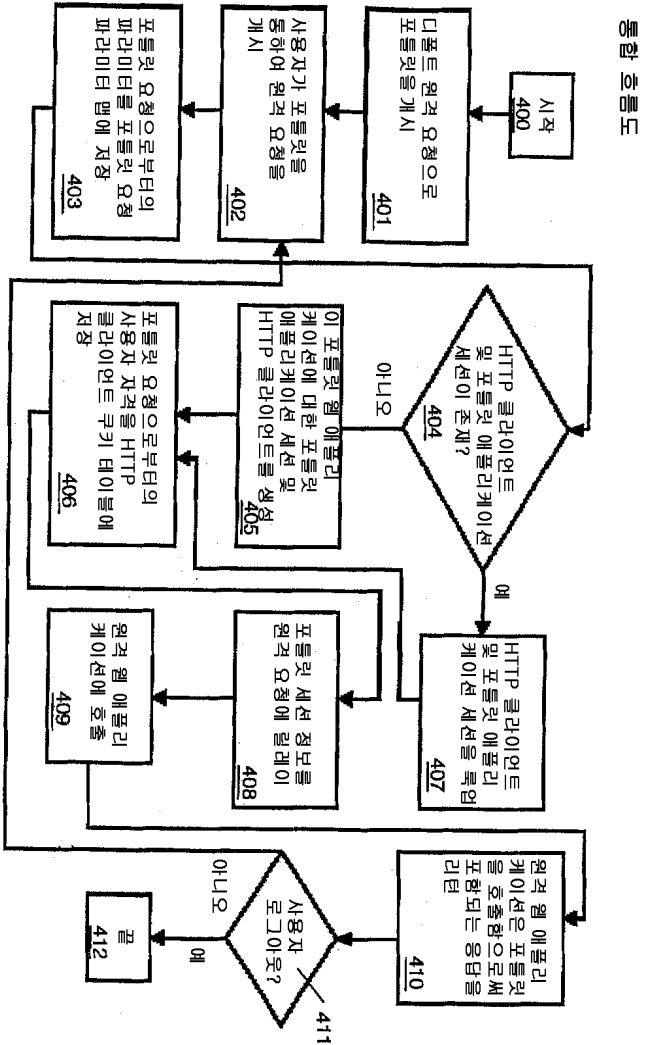 통합 흐름도
시작
400
디폴트 원격 요청으로
포틀릿을 개시
401
사용자가 포틀릿을
통하여 원격 요청을
개시
402
포틀릿 요청으로부터의
파라미터를 포틀릿 요청
파라미터 맵에 저장
403
HTTP 클라이언트
및 포틀릿 애플리케이션
세션이 존재?
404
아니오
예
이 포틀릿 웹 애플리
케이션에 대한 포틀릿
애플리케이션 세션 및
HTTP 클라이언트를 생성
405
포틀릿 요청으로부터의
사용자 자격을 HTTP
클라이언트 쿠키 테이블에
저장
406
HTTP 클라이언트
및 포틀릿 애플리
케이션 세션을 룩업
407
포틀릿 세션 정보를
원격 요청에 릴레이
408
원격 웹 애플리
케이션에 호출
409
원격 웹 애플리
케이션은 포틀릿
을 호출함으로써
포함되는 응답을
리턴
410
사용자
로그아웃?
411
아니오
예
끝
412